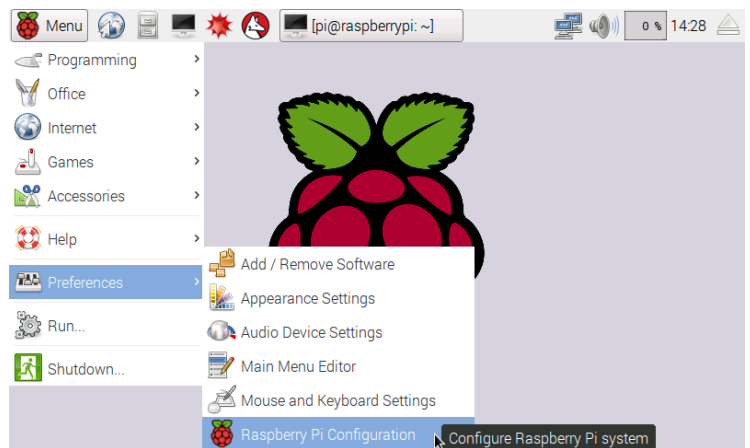 Menu
[pi@raspberrypi: ~]
0 %
14:28
Programming
Office
Internet
Games
Accessories
Help
Preferences
Run...
Shutdown...
Add / Remove Software
Appearance Settings
Audio Device Settings
Main Menu Editor
Mouse and Keyboard Settings
Raspberry Pi Configuration
Configure Raspberry Pi system